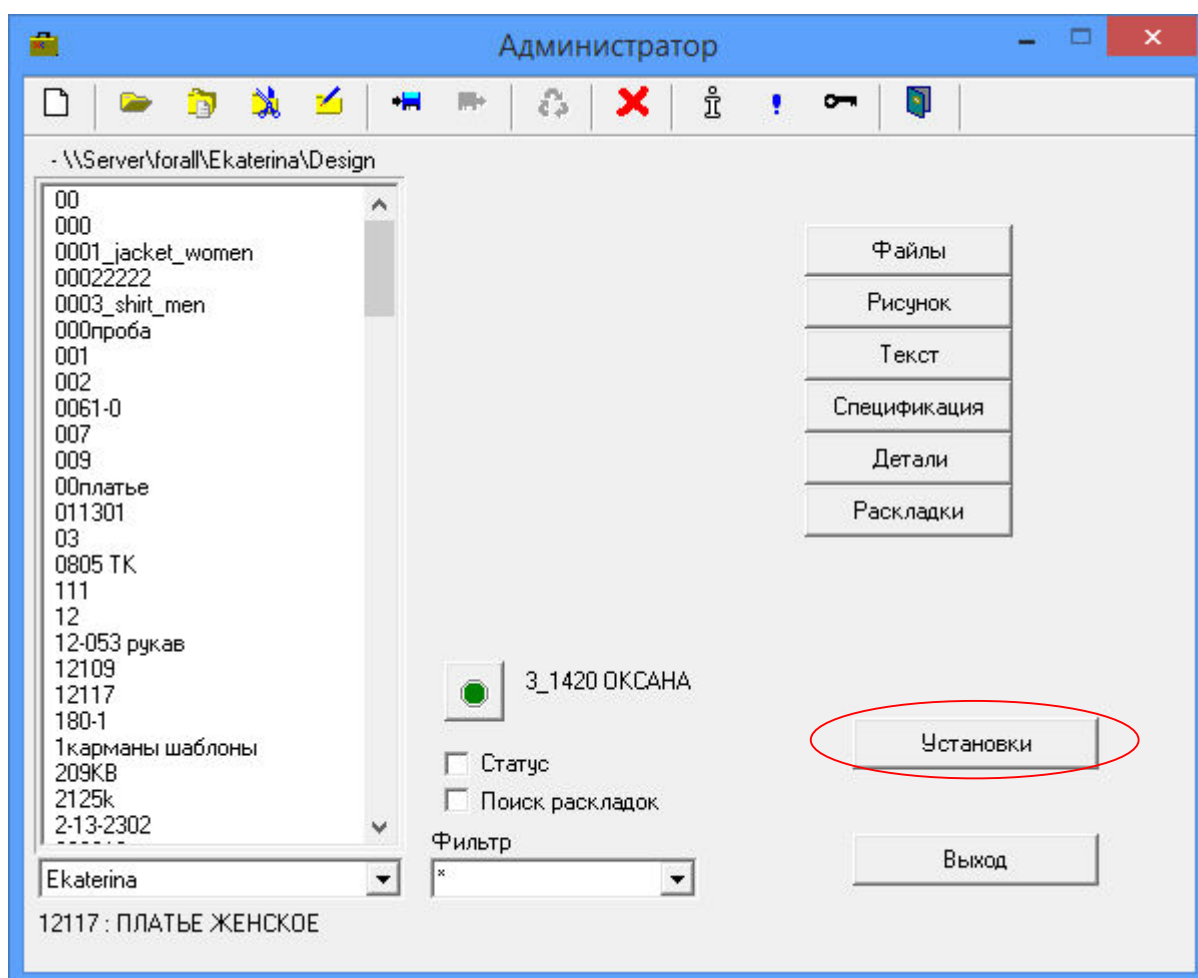 Администратор
- \\Server\forall\Ekaterina\Design
00
000
0001_jacket_women
00022222
0003_shirt_men
000проба
001
002
0061-0
007
009
00платье
011301
03
0805 ТК
111
12
12-053 рукав
12109
12117
180-1
1карманы шаблоны
209КВ
2125k
2-13-2302
Ekaterina
12117 : ПЛАТЬЕ ЖЕНСКОЕ
3_1420 ОКСАНА
Статус
Поиск раскладок
Фильтр
*
Файлы
Рисунок
Текст
Спецификация
Детали
Раскладки
Установки
Выход